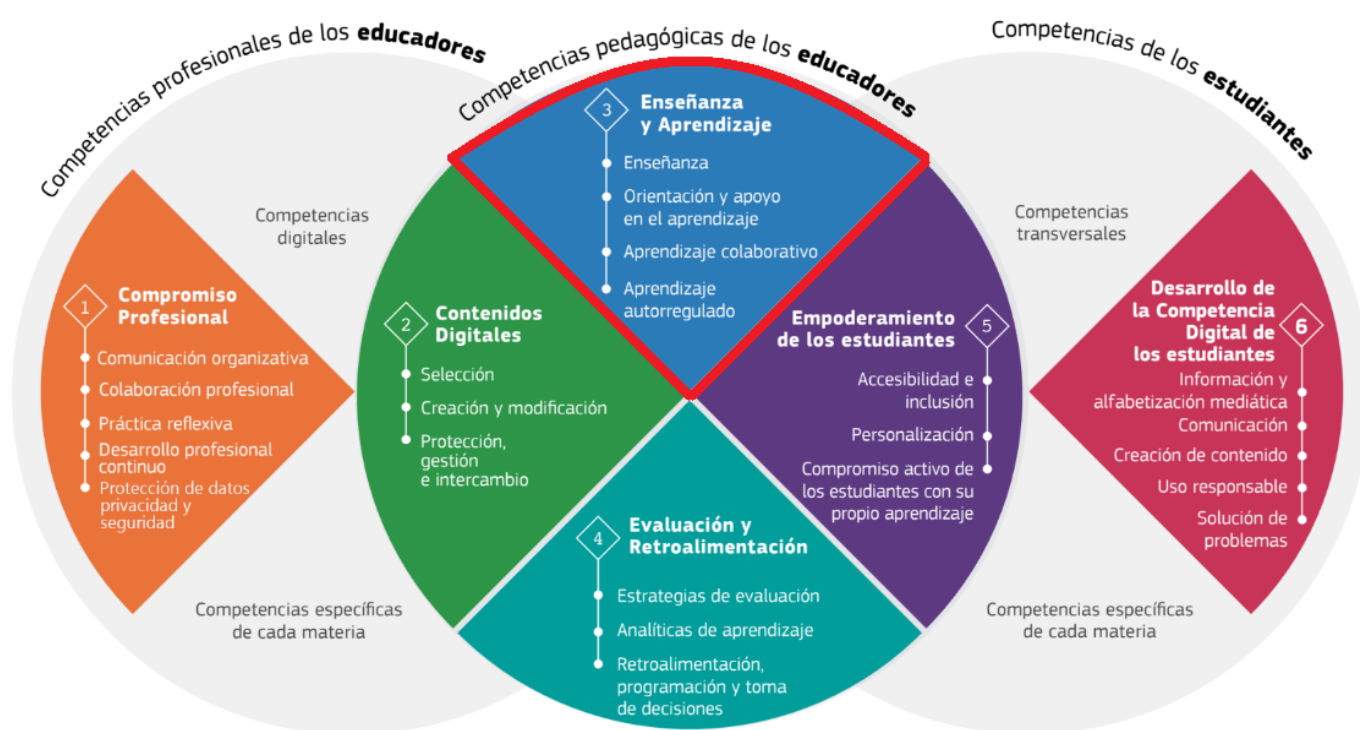 Competencias profesionales de los educadores
Competencias pedagógicas de los educadores
Competencias de los estudiantes
Competencias
digitales
1
Compromiso
Profesional
Comunicación organizativa
Colaboración profesional
Práctica reflexiva
Desarrollo profesional
continuo
Protección de datos
privacidad y
seguridad
Competencias específicas
de cada materia
2
Contenidos
Digitales
Selección
Creación y modificación
Protección,
gestión
e intercambio
3
Enseñanza
y Aprendizaje
Enseñanza
Orientación y apoyo
en el aprendizaje
Aprendizaje colaborativo
Aprendizaje
autorregulado
4
Evaluación y
Retroalimentación
Estrategias de evaluación
Analíticas de aprendizaje
Retroalimentación,
programación y toma
de decisiones
5
Empoderamiento
de los estudiantes
Accesibilidad e
inclusión
Personalización
Compromiso activo de
los estudiantes con su
propio aprendizaje
Competencias
transversales
6
Desarrollo de
la Competencia
Digital de
los estudiantes
Información y
alfabetización mediática
Comunicación
Creación de contenido
Uso responsable
Solución de
problemas
Competencias específicas
de cada materia